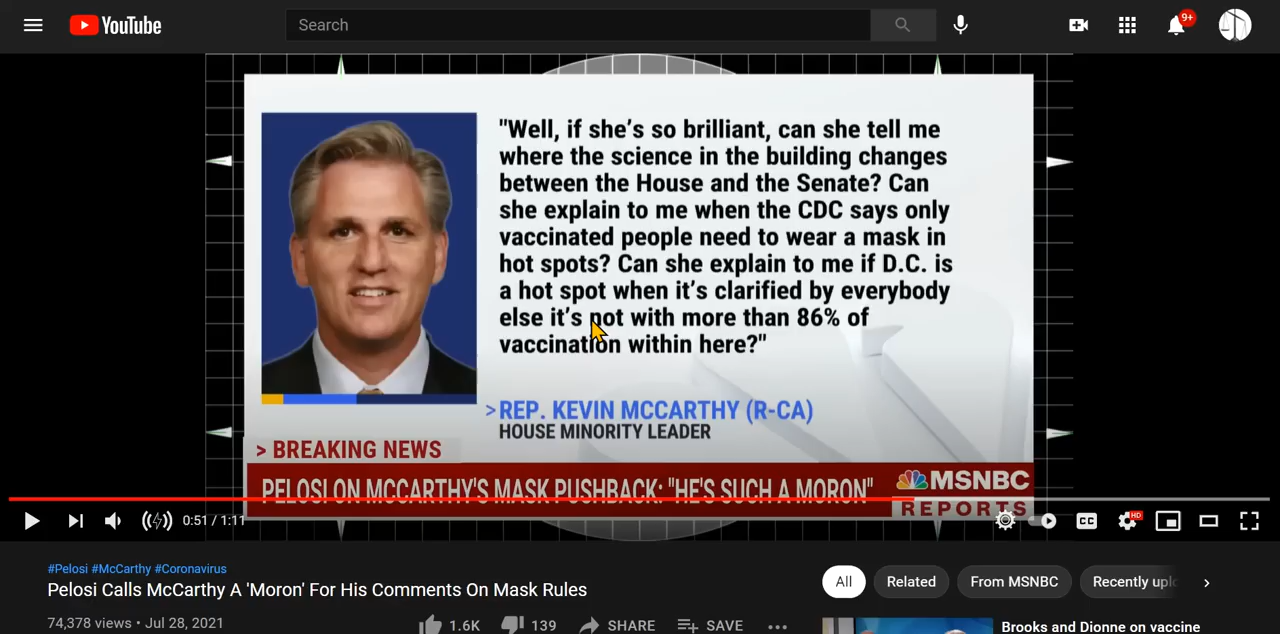 YouTube
Search
9+
"Well, if she's so brilliant, can she tell me
where the science in the building changes
between the House and the Senate? Can
she explain to me when the CDC says only
vaccinated people need to wear a mask in
hot spots? Can she explain to me if D.C. is
a hot spot when it's clarified by everybody
else it's not with more than 86% of
vaccination within here?"
>REP. KEVIN MCCARTHY (R-CA)
HOUSE MINORITY LEADER
> BREAKING NEWS
PELOSI ON MCCARTHY'S MASK PUSHBACK: "HE'S SUCH A MORON"
MSNBC
REPORTS
0:51 / 1:11
CC
HD
#Pelosi #McCarthy #Coronavirus
Pelosi Calls McCarthy A 'Moron' For His Comments On Mask Rules
74,378 views • Jul 28, 2021
1.6K
139
SHARE
SAVE
All
Related
From MSNBC
Recently
Brooks and Dionne on vaccine